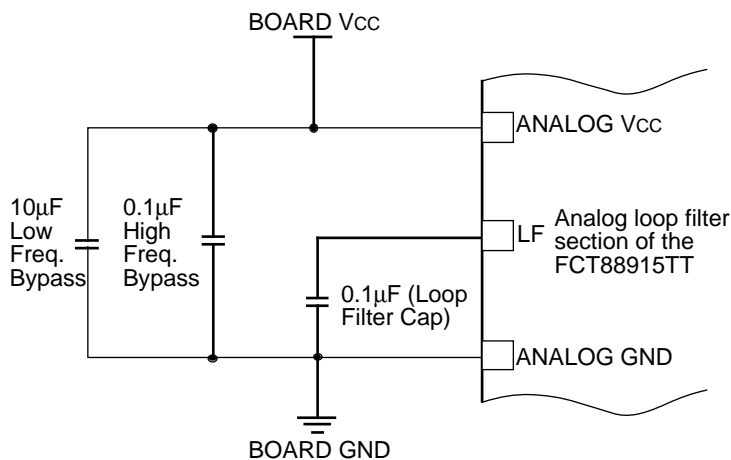 BOARD VCC
ANALOG VCC
10μF
Low
Freq.
Bypass
0.1μF
High
Freq.
Bypass
LF
Analog loop filter
section of the
FCT88915TT
0.1μF (Loop
Filter Cap)
ANALOG GND
BOARD GND